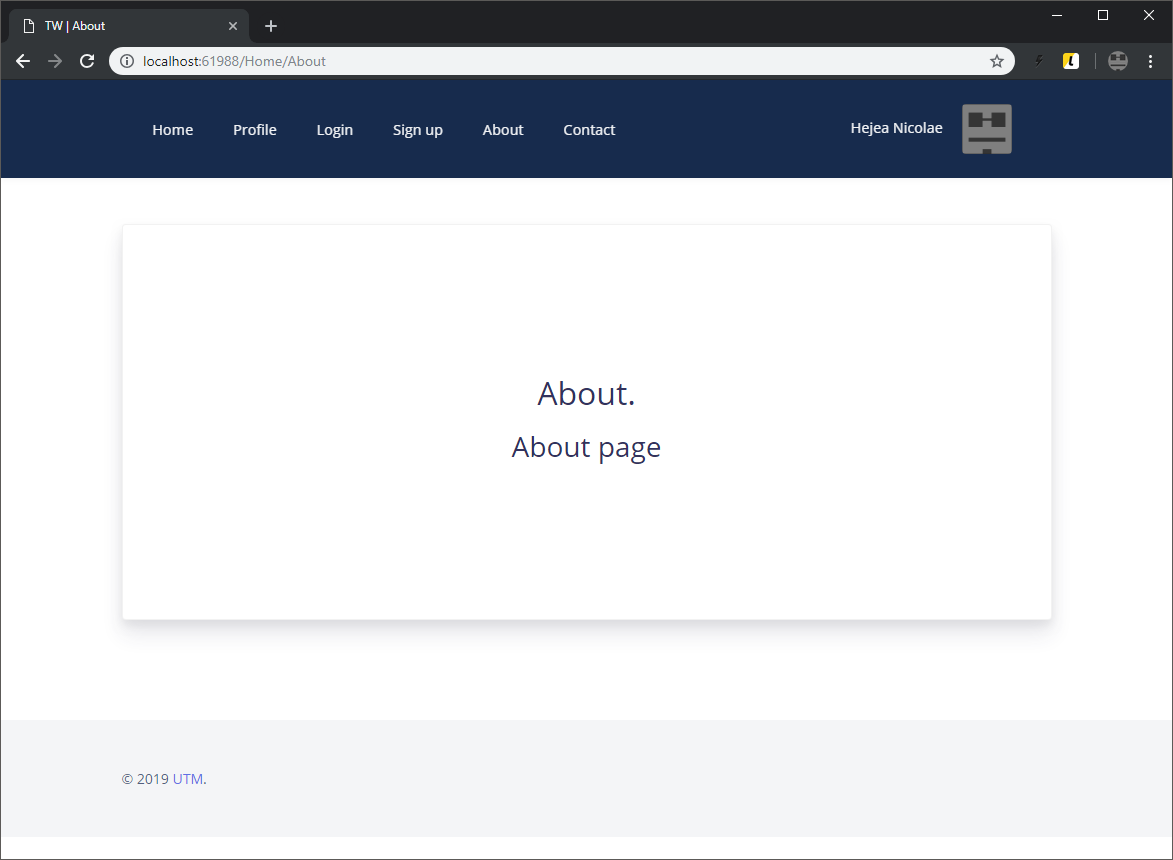 TW | About
localhost:61988/Home/About
Home Profile Login Sign up About Contact Hejea Nicolae
About.
About page
© 2019 UTM.